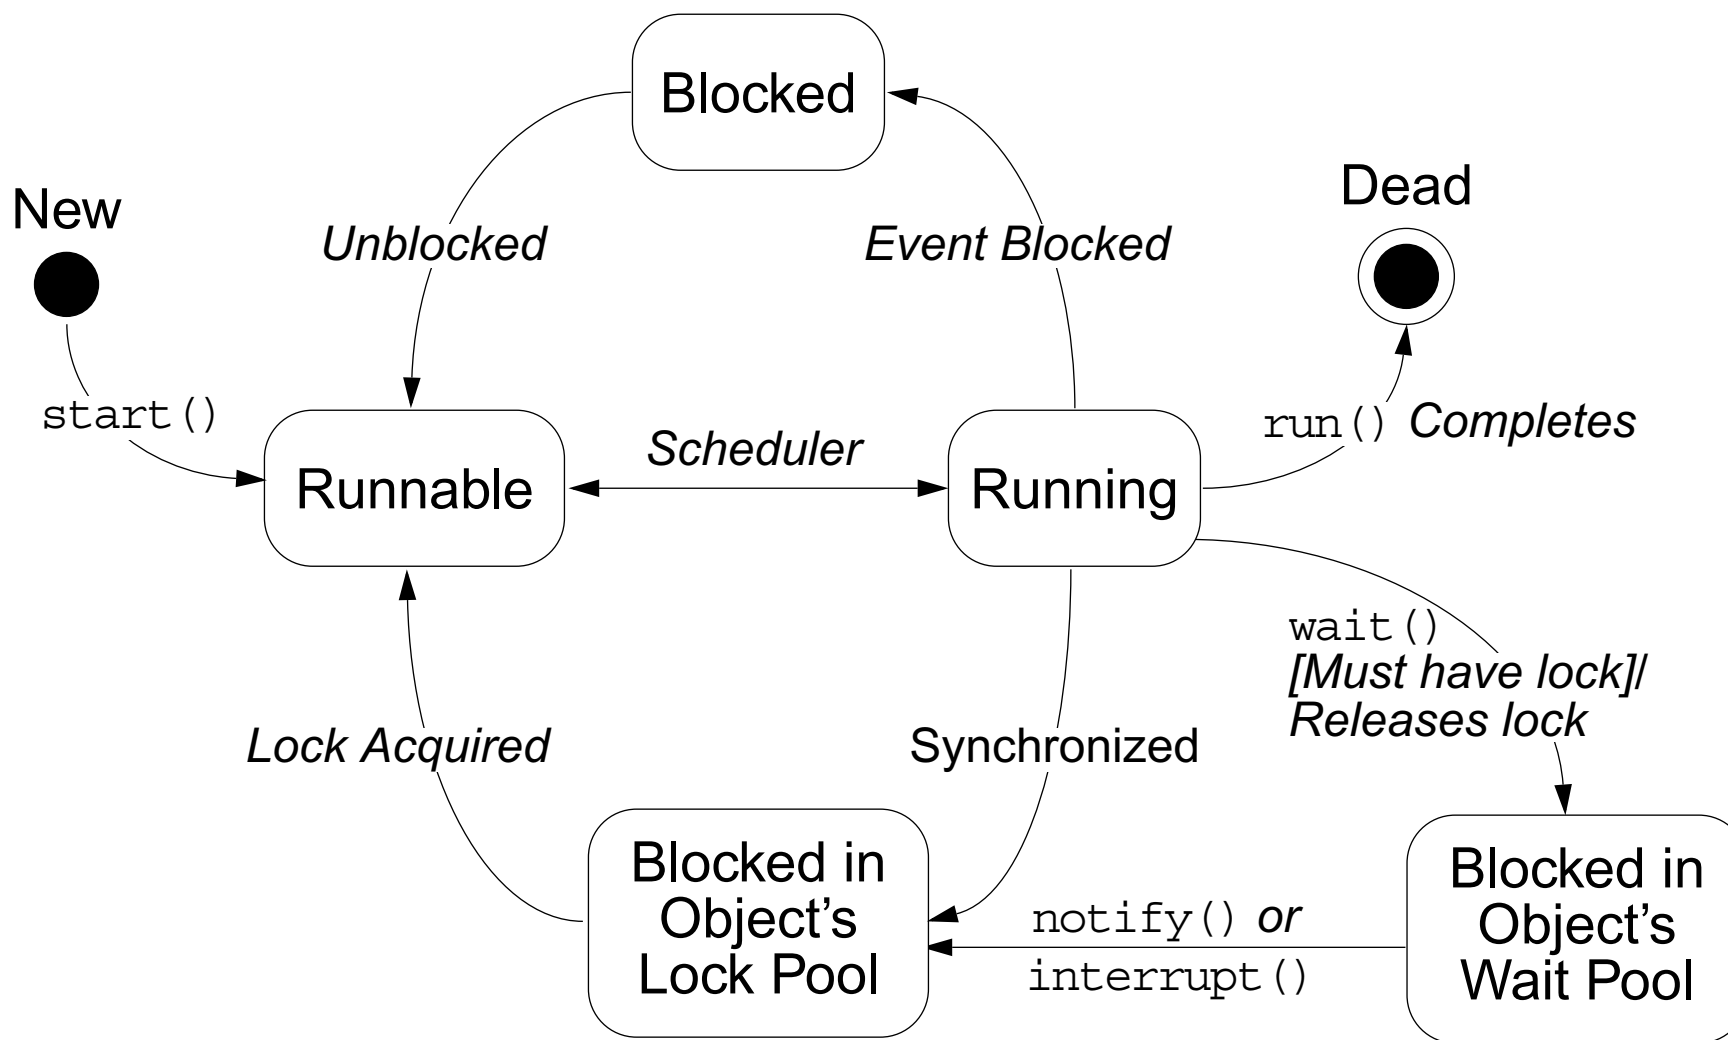 Blocked
New
Dead
Unblocked
Event Blocked
start()
Scheduler
run() Completes
Runnable
Running
wait()
[Must have lock]/
Releases lock
Lock Acquired
Synchronized
Blocked in
Object’s
Lock Pool
notify() or
interrupt()
Blocked in
Object’s
Wait Pool